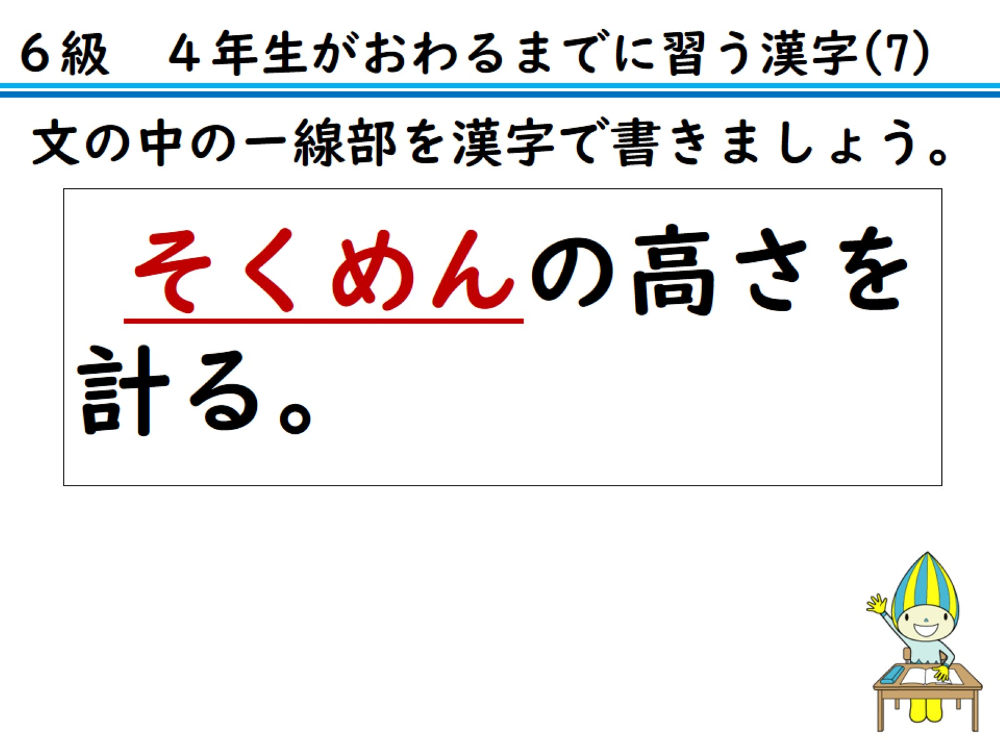 ６級　４年生がおわるまでに習う漢字(7)
文の中の一線部を漢字で書きましょう。
そくめんの高さを
計る。